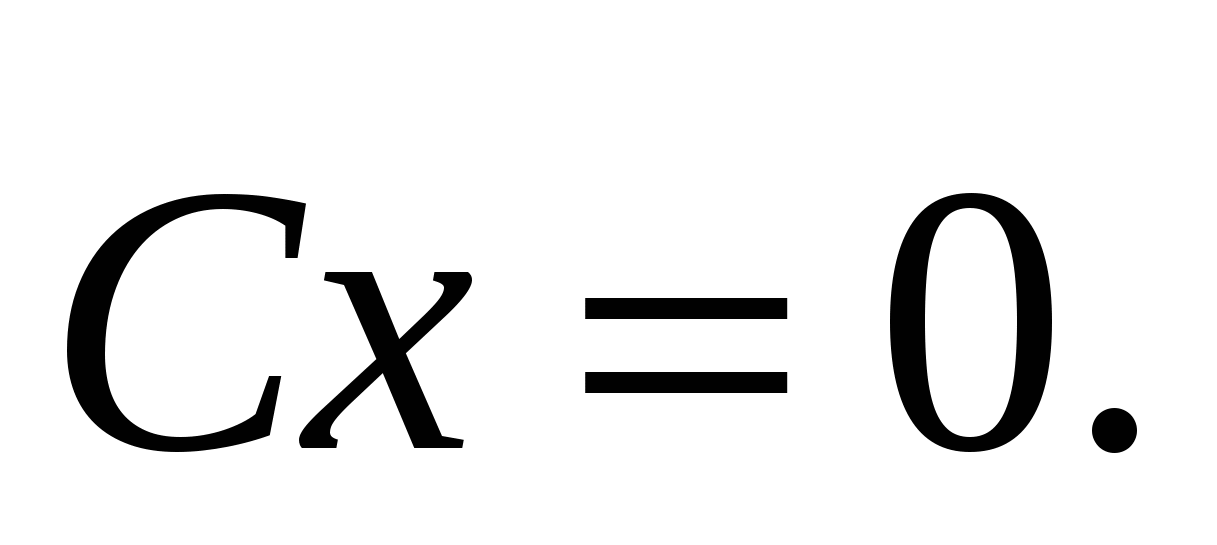 Cx = 0.